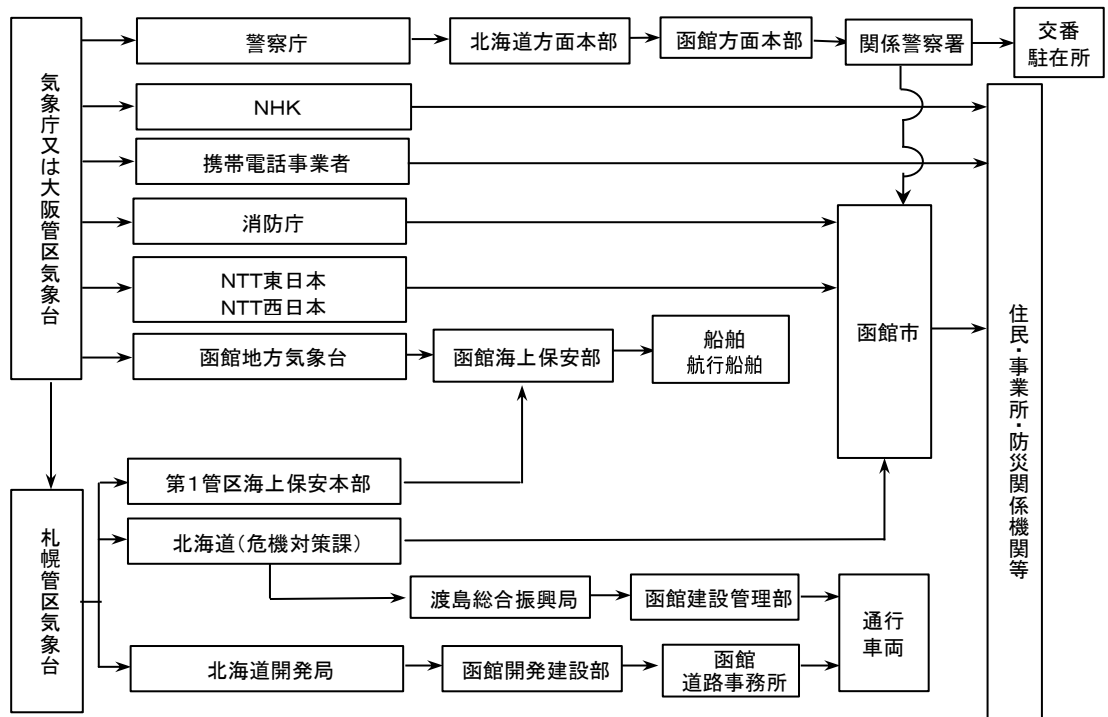 気象庁又は大阪管区気象台
警察庁
北海道方面本部
函館方面本部
関係警察署
交番
駐在所
NHK
携帯電話事業者
消防庁
NTT東日本
NTT西日本
函館地方気象台
函館海上保安部
船舶
航行船舶
函館市
住民・事業所・防災関係機関等
札幌管区気象台
第1管区海上保安本部
北海道(危機対策課)
渡島総合振興局
函館建設管理部
通行
車両
北海道開発局
函館開発建設部
函館
道路事務所